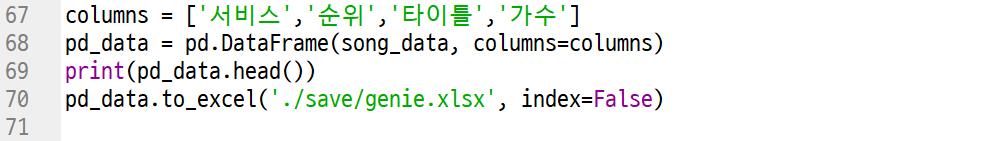 67 columns = ['서비스','순위','타이틀','가수']
68 pd_data = pd.DataFrame(song_data, columns=columns)
69 print(pd_data.head())
70 pd_data.to_excel('./save/genie.xlsx', index=False)
71